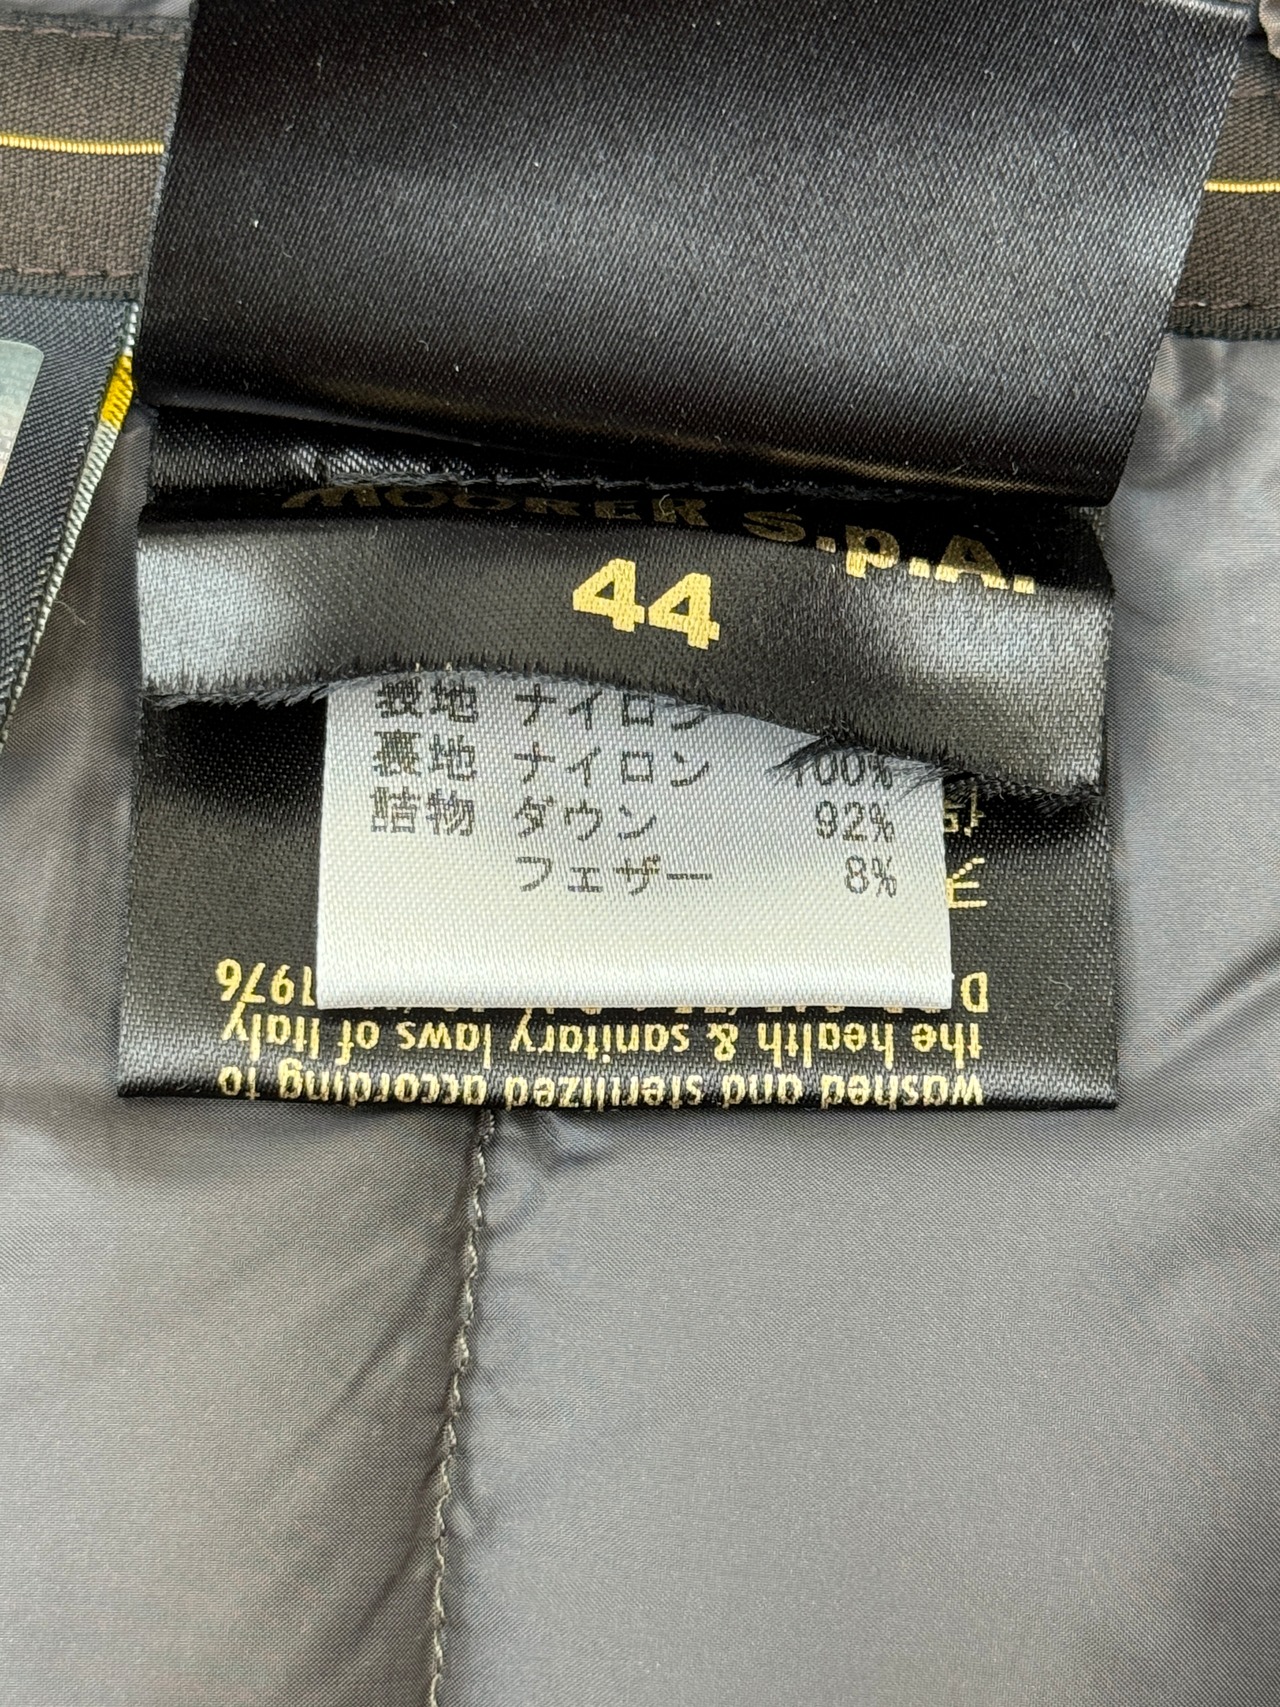 MOORER S.p.A.
44
表地 ナイロン
裏地 ナイロン 100%
詰物 ダウン 92%
フェザー 8%
washed and sterilized according to
the health & sanitary laws of Italy
1976